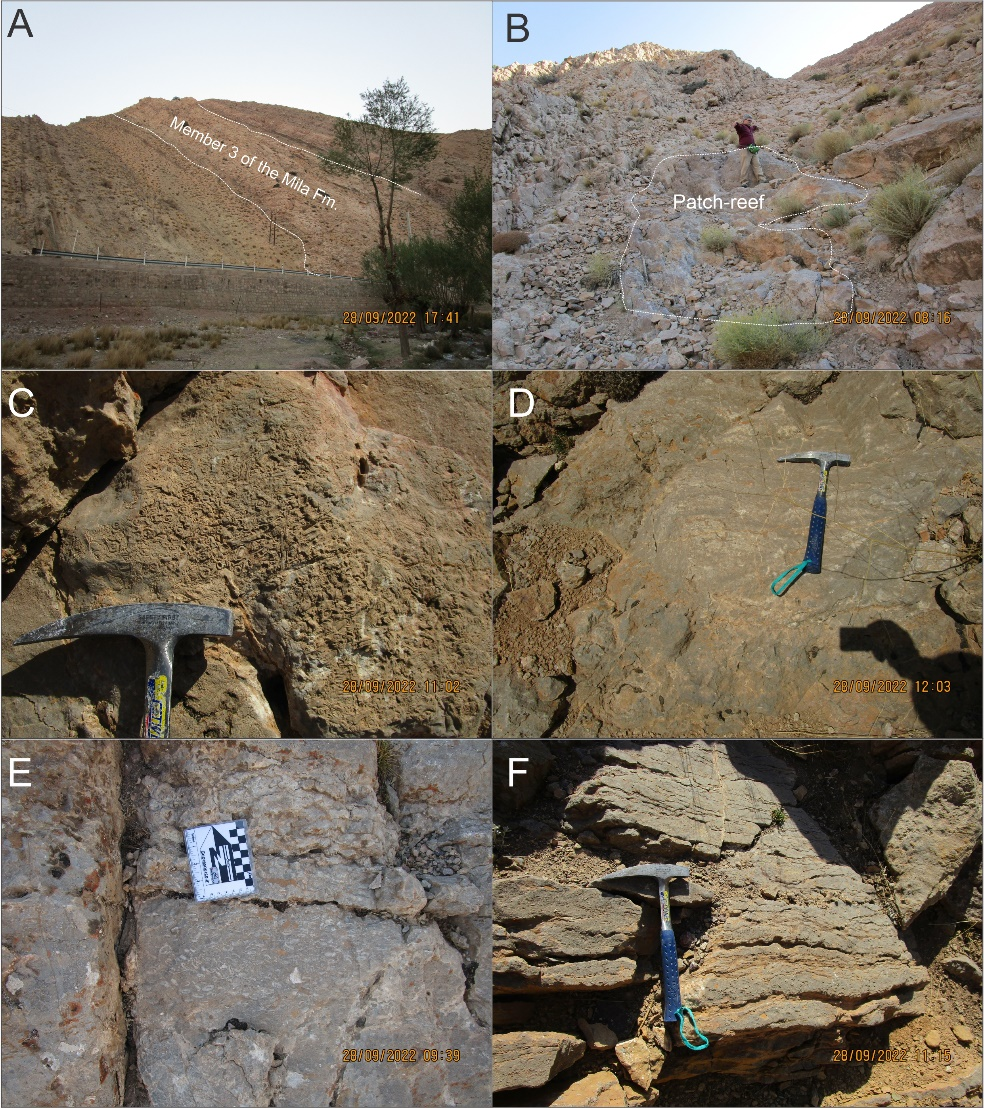 A
Member 3 of the Mila Fm.
28/09/2022 17:41
B
Patch-reef
28/09/2022 08:16
C
28/09/2022 11:02
D
28/09/2022 12:03
E
28/09/2022 09:39
F
28/09/2022 11:15